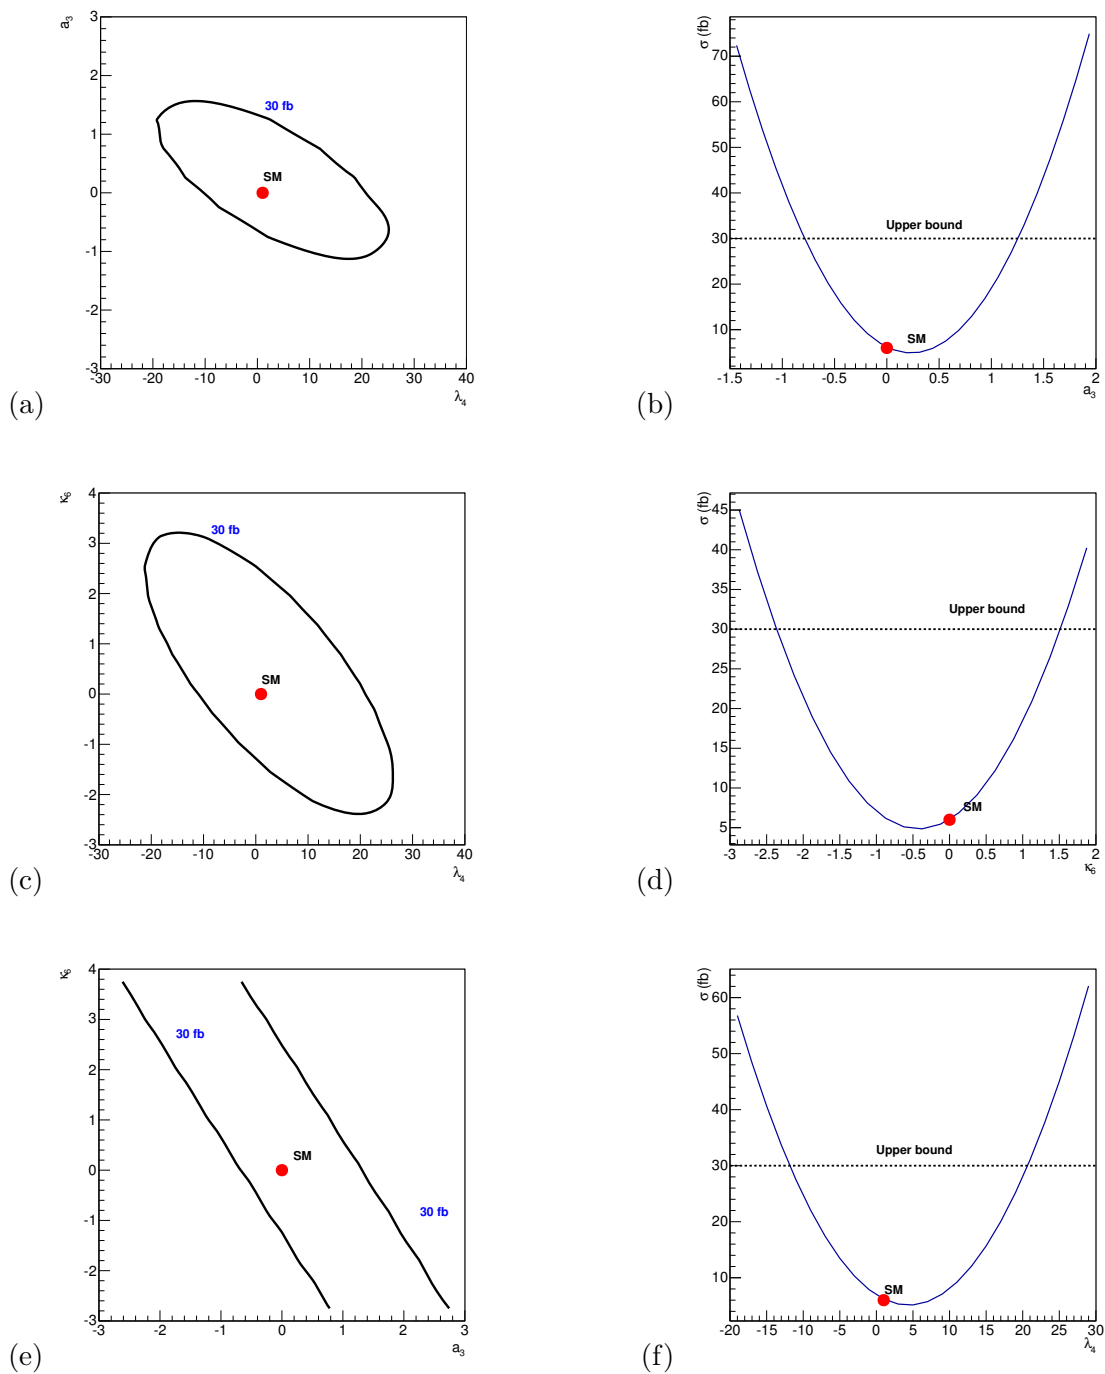 a3
3
2
1
0
-1
-2
-3
30 fb
SM
-30 -20 -10 0 10 20 30 40
λ4
(a)
σ (fb)
70
60
50
40
30
20
10
Upper bound
SM
-1.5 -1 -0.5 0 0.5 1 1.5 2
a3
(b)
κ6
4
3
2
1
0
-1
-2
-3
30 fb
SM
-30 -20 -10 0 10 20 30 40
λ4
(c)
σ (fb)
45
40
35
30
25
20
15
10
5
Upper bound
SM
-3 -2.5 -2 -1.5 -1 -0.5 0 0.5 1 1.5 2
κ6
(d)
κ6
4
3
2
1
0
-1
-2
-3
30 fb
SM
30 fb
-3 -2 -1 0 1 2 3
a3
(e)
σ (fb)
60
50
40
30
20
10
Upper bound
SM
-20 -15 -10 -5 0 5 10 15 20 25 30
λ4
(f)